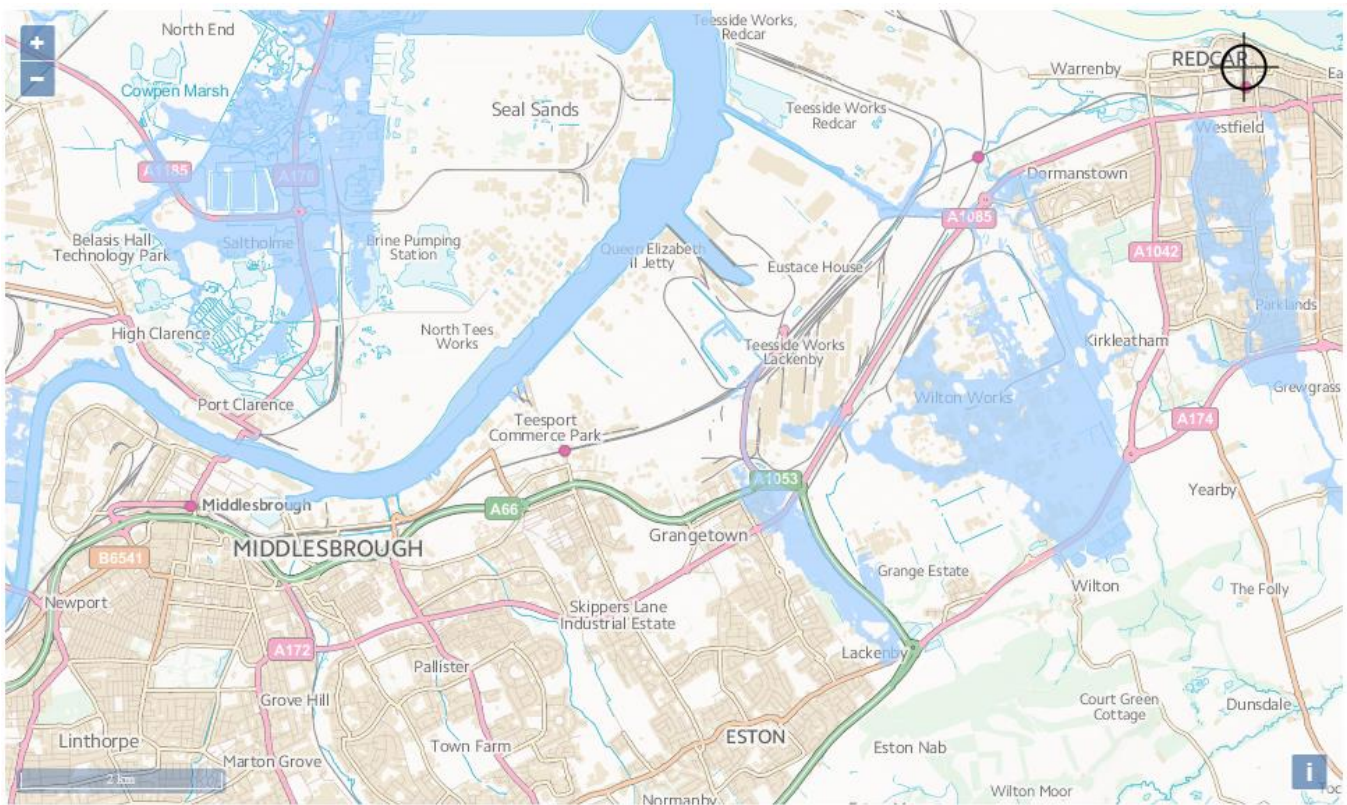 +
−
North End
Teesside Works,
Redcar
REDCAR
Warrenby
Ea
Cowpen Marsh
Seal Sands
Teesside Works
Redcar
Westfield
A1185
A178
Dormanstown
A1085
Belasis Hall
Technology Park
Saltholme
Brine Pumping
Station
Queen Elizabeth
II Jetty
Eustace House
A1042
Parklands
High Clarence
North Tees
Works
Teesside Works
Lackenby
Kirkleatham
Grewgrass
Port Clarence
Wilton Works
Teesport
Commerce Park
A174
A1053
Yearby
Middlesbrough
A66
Grangetown
MIDDLESBROUGH
B6541
Grange Estate
Wilton
The Folly
Newport
Skippers Lane
Industrial Estate
A172
Lackenby
Pallister
Grove Hill
Court Green
Cottage
Dunsdale
Linthorpe
Town Farm
ESTON
Eston Nab
Marton Grove
2 km
i
Normanby
Wilton Moor